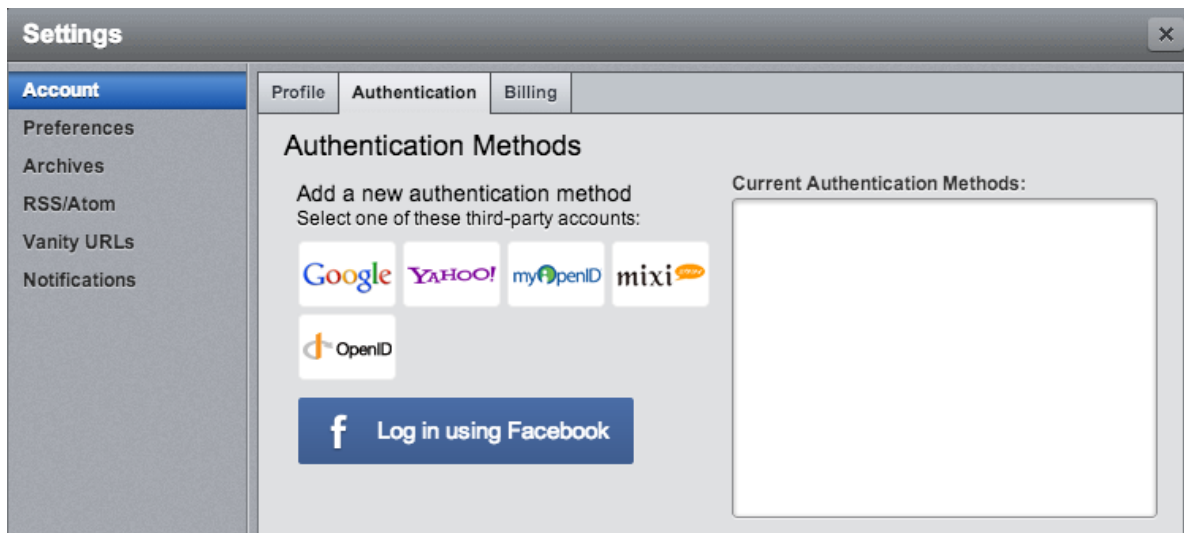 Settings
Account
Preferences
Archives
RSS/Atom
Vanity URLs
Notifications
Profile Authentication Billing
Authentication Methods
Add a new authentication method
Select one of these third-party accounts:
Google YAHOO! myOpenID mixi
OpenID
f Log in using Facebook
Current Authentication Methods: